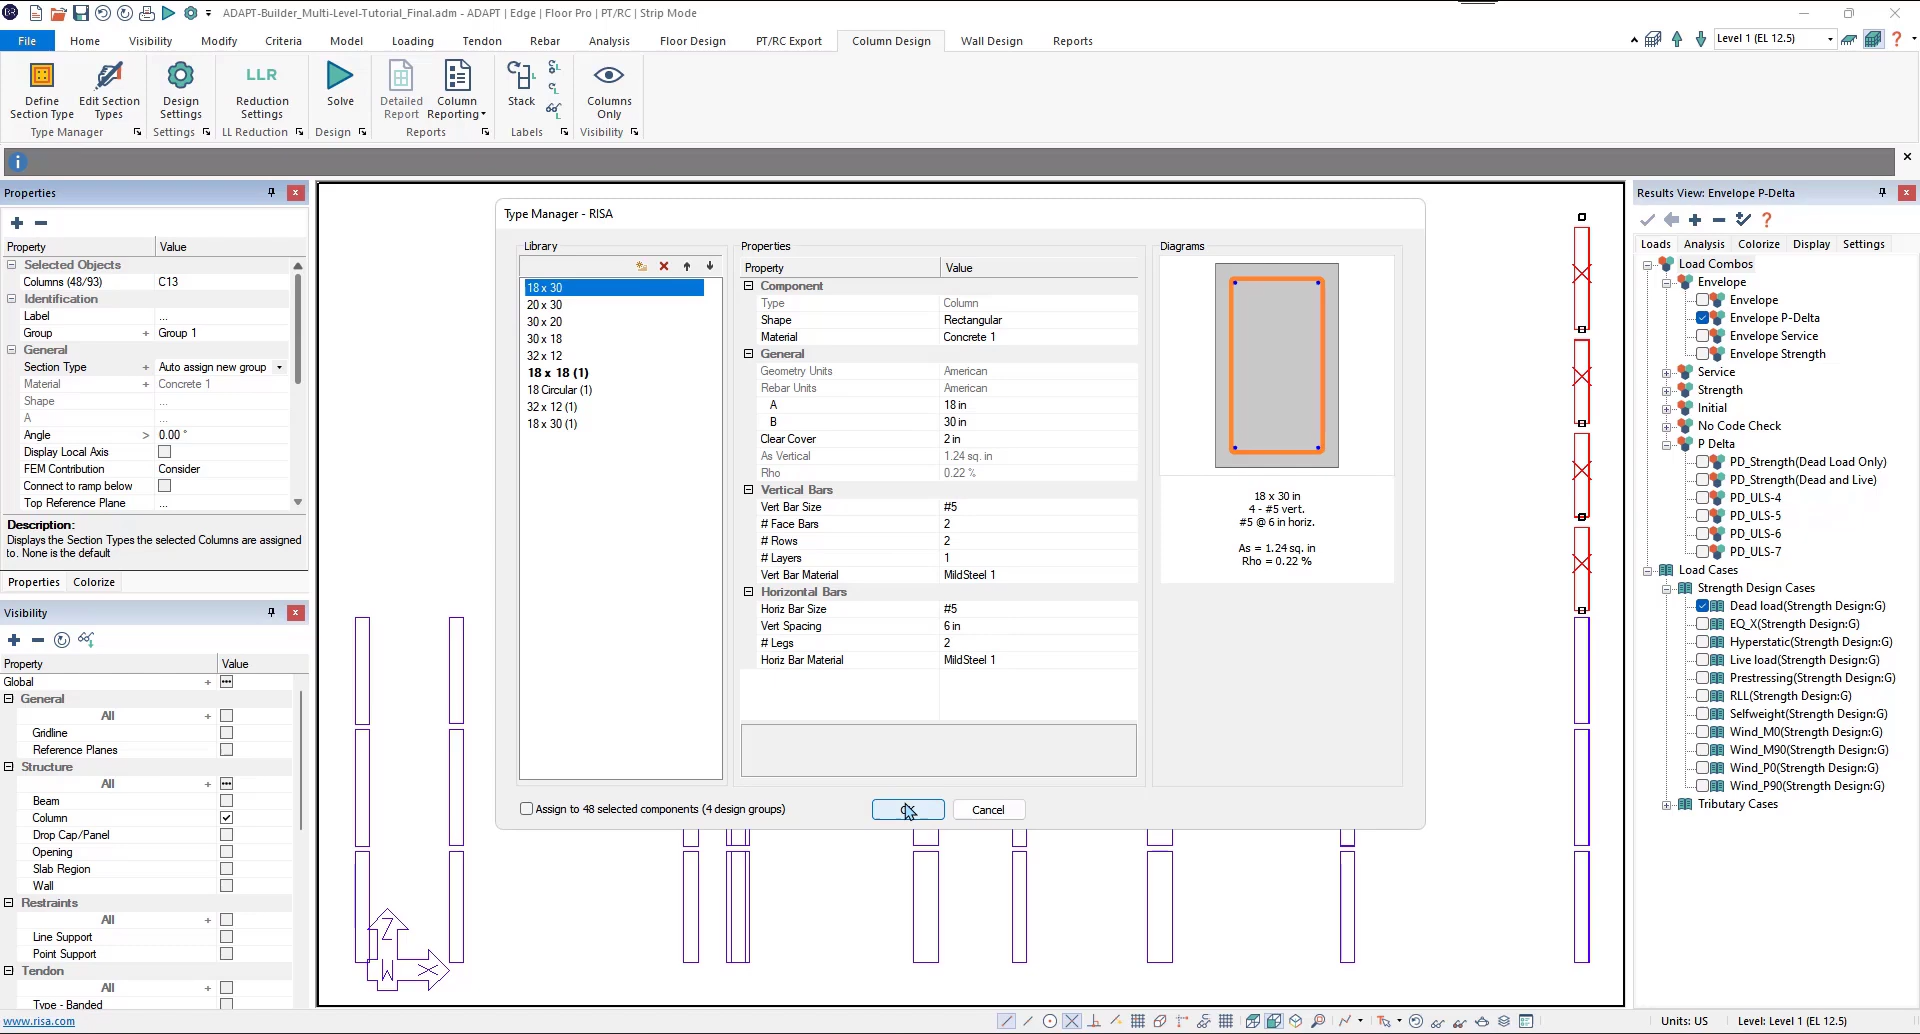 ADAPT-Builder_Multi-Level-Tutorial_Final.adm - ADAPT | Edge | Floor Pro | PT/RC | Strip Mode
File Home Visibility Modify Criteria Model Loading Tendon Rebar Analysis Floor Design PT/RC Export Column Design Wall Design Reports Level 1 (EL 12.5)
LLR
Define Section Type
Edit Section Types
Design Settings
Reduction Settings
Solve
Detailed Report
Column Reporting
Stack
Columns Only
Type Manager Settings LL Reduction Design Reports Labels Visibility
Properties
Property Value
Selected Objects
Columns (48/93) C13
Identification
Label ...
Group + Group 1
General
Section Type + Auto assign new group
Material + Concrete 1
Shape ...
A ...
Angle > 0.00 °
Display Local Axis
FEM Contribution Consider
Connect to ramp below
Top Reference Plane ...
Description:
Displays the Section Types the selected Columns are assigned
to. None is the default
Properties Colorize
Visibility
Property Value
Global +
General
All +
Gridline
Reference Planes
Structure
All +
Beam
Column
Drop Cap/Panel
Opening
Slab Region
Wall
Restraints
All +
Line Support
Point Support
Tendon
All +
Type - Banded
www.risa.com
Type Manager - RISA
Library
18 x 30
20 x 30
30 x 20
30 x 18
32 x 12
18 x 18 (1)
18 Circular (1)
32 x 12 (1)
18 x 30 (1)
Properties
Property Value
Component
Type Column
Shape Rectangular
Material Concrete 1
General
Geometry Units American
Rebar Units American
A 18 in
B 30 in
Clear Cover 2 in
As Vertical 1.24 sq. in
Rho 0.22 %
Vertical Bars
Vert Bar Size #5
# Face Bars 2
# Rows 2
# Layers 1
Vert Bar Material MildSteel 1
Horizontal Bars
Horiz Bar Size #5
Vert Spacing 6 in
# Legs 2
Horiz Bar Material MildSteel 1
Diagrams
18 x 30 in
4 - #5 vert.
#5 @ 6 in horiz.
As = 1.24 sq. in
Rho = 0.22 %
Assign to 48 selected components (4 design groups)
Cancel
Z
X
Results View: Envelope P-Delta
Loads Analysis Colorize Display Settings
Load Combos
Envelope
Envelope
Envelope P-Delta
Envelope Service
Envelope Strength
Service
Strength
Initial
No Code Check
P Delta
PD_Strength(Dead Load Only)
PD_Strength(Dead and Live)
PD_ULS-4
PD_ULS-5
PD_ULS-6
PD_ULS-7
Load Cases
Strength Design Cases
Dead load(Strength Design:G)
EQ_X(Strength Design:G)
Hyperstatic(Strength Design:G)
Live load(Strength Design:G)
Prestressing(Strength Design:G)
RLL(Strength Design:G)
Selfweight(Strength Design:G)
Wind_M0(Strength Design:G)
Wind_M90(Strength Design:G)
Wind_P0(Strength Design:G)
Wind_P90(Strength Design:G)
Tributary Cases
Units: US Level: Level 1 (EL 12.5)